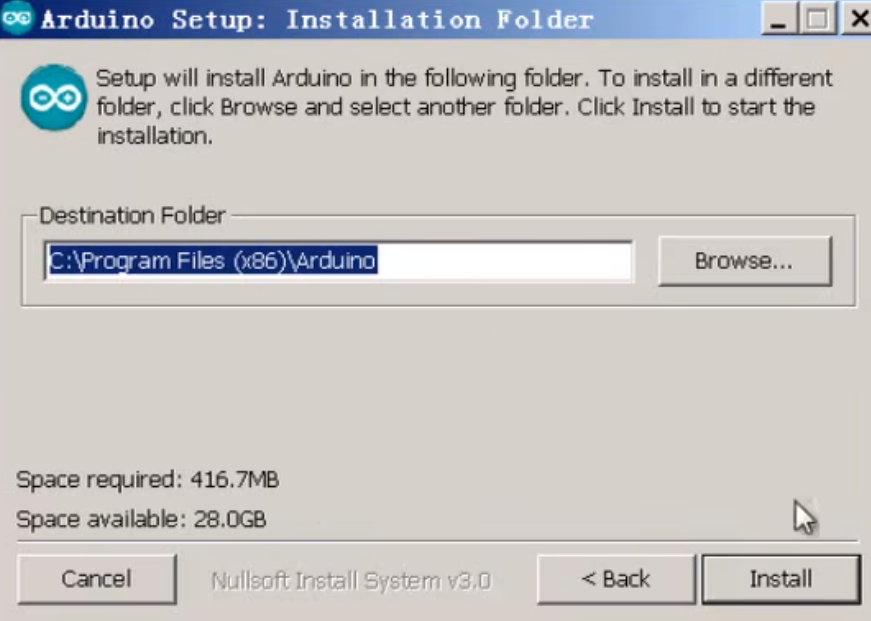 Arduino Setup: Installation Folder
Setup will install Arduino in the following folder. To install in a different
folder, click Browse and select another folder. Click Install to start the
installation.
Destination Folder
C:\Program Files (x86)\Arduino
Browse...
Space required: 416.7MB
Space available: 28.0GB
Cancel
Nullsoft Install System v3.0
< Back
Install